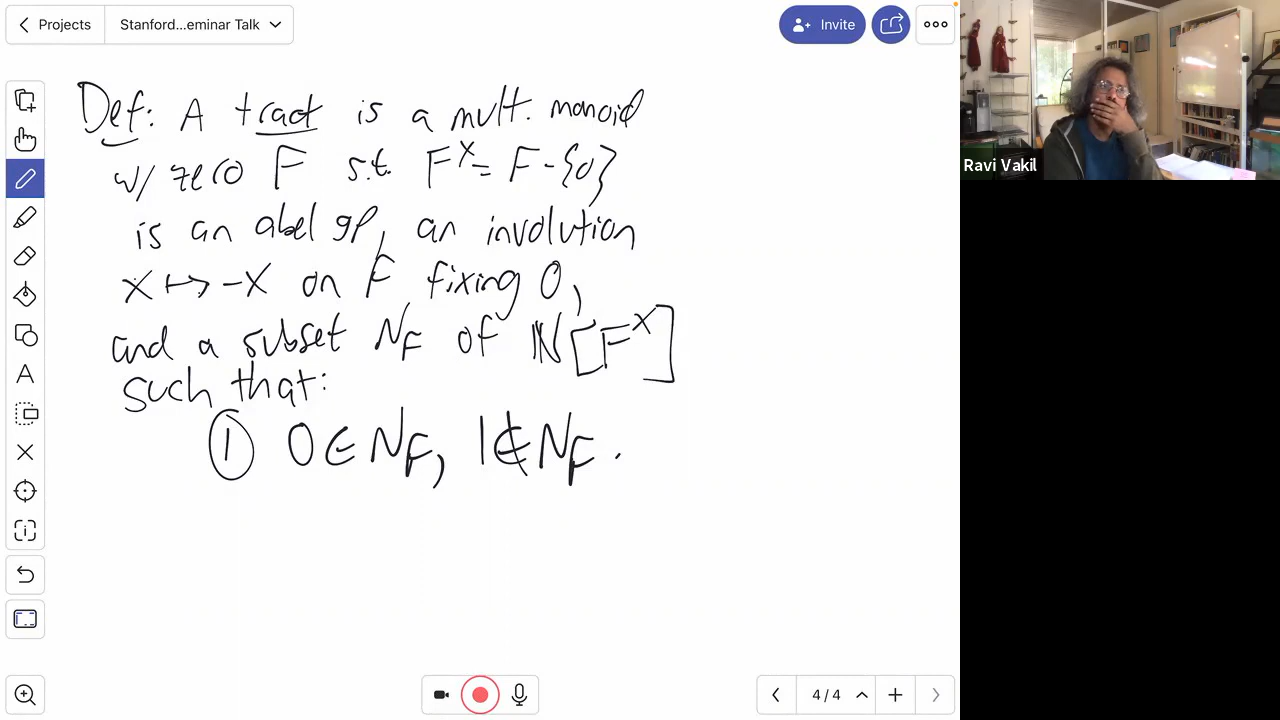 Projects
Stanford...eminar Talk
Invite
Def: A tract is a mult. monoid
w/ zero F s.t. F^x = F - {0}
is an abel gp, an involution
x ↦ -x on F fixing 0,
and a subset N_F of ℕ[F^x]
such that:
① 0 ∈ N_F, 1 ∉ N_F.
A
4 / 4
Ravi Vakil